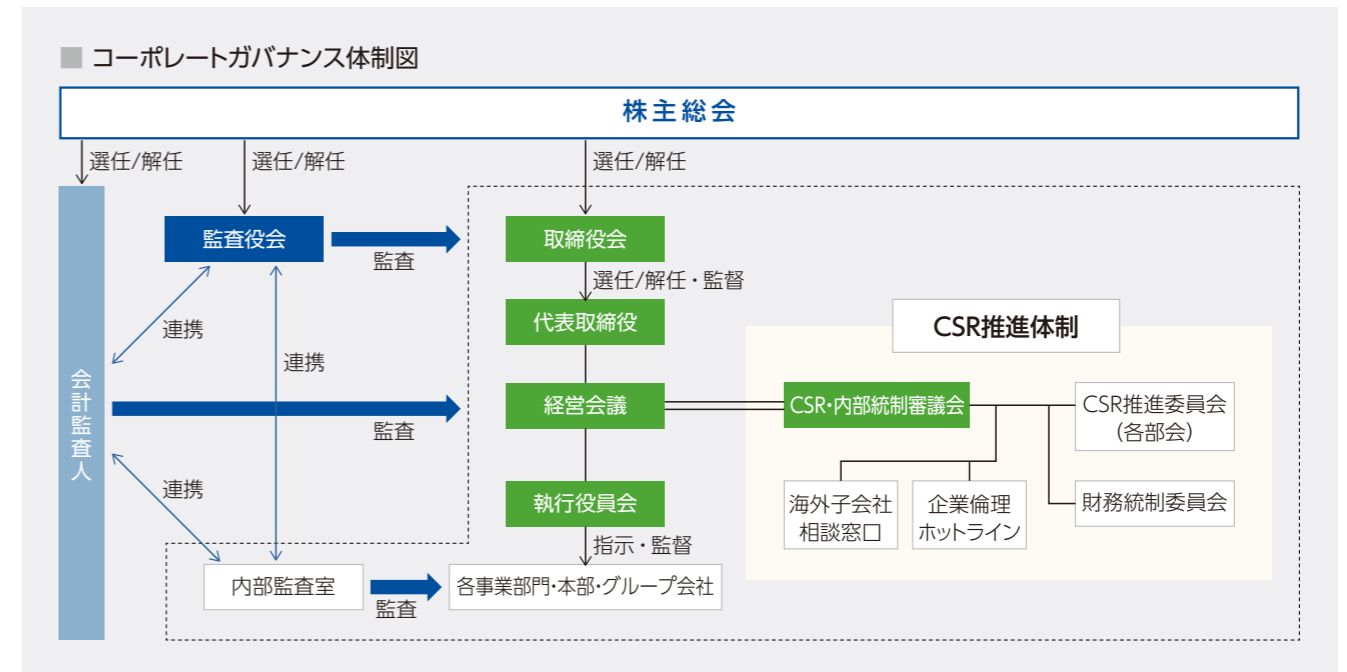 ■ コーポレートガバナンス体制図
株主総会
選任/解任
選任/解任
選任/解任
監査役会
監査
取締役会
選任/解任・監督
代表取締役
CSR推進体制
連携
連携
会計監査人
監査
経営会議
CSR・内部統制審議会
CSR推進委員会
(各部会)
連携
執行役員会
海外子会社
相談窓口
企業倫理
ホットライン
財務統制委員会
指示・監督
内部監査室
監査
各事業部門・本部・グループ会社